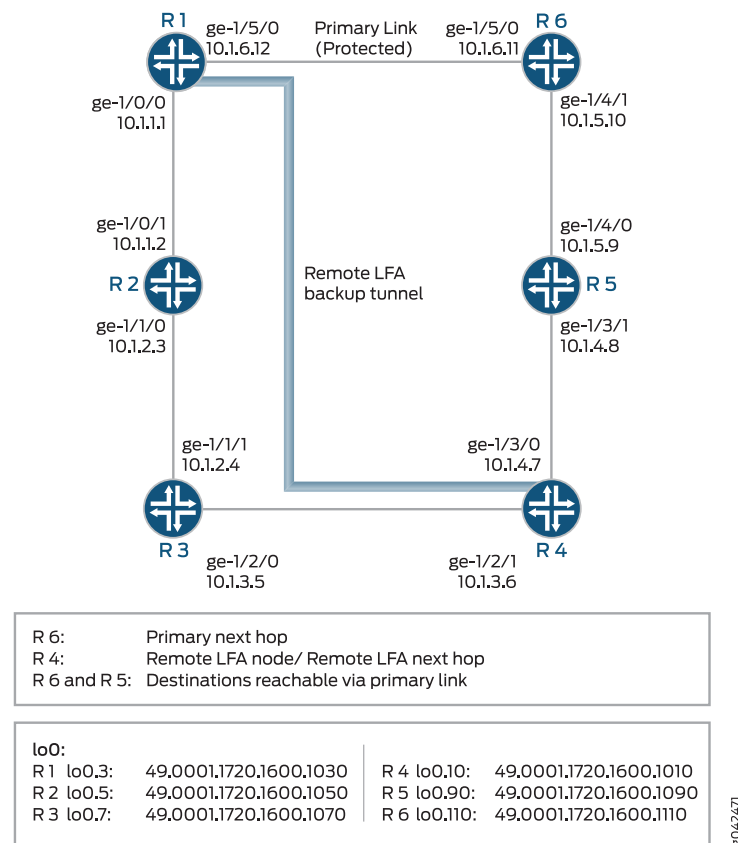 R 1
ge-1/5/0
10.1.6.12
Primary Link
(Protected)
ge-1/5/0
10.1.6.11
R 6
ge-1/0/0
10.1.1.1
ge-1/4/1
10.1.5.10
ge-1/0/1
10.1.1.2
ge-1/4/0
10.1.5.9
R 2
Remote LFA
backup tunnel
R 5
ge-1/1/0
10.1.2.3
ge-1/3/1
10.1.4.8
ge-1/1/1
10.1.2.4
ge-1/3/0
10.1.4.7
R 3
R 4
ge-1/2/0
10.1.3.5
ge-1/2/1
10.1.3.6
R 6: Primary next hop
R 4: Remote LFA node/ Remote LFA next hop
R 6 and R 5: Destinations reachable via primary link
lo0:
R 1 lo0.3: 49.0001.1720.1600.1030
R 2 lo0.5: 49.0001.1720.1600.1050
R 3 lo0.7: 49.0001.1720.1600.1070
R 4 lo0.10: 49.0001.1720.1600.1010
R 5 lo0.90: 49.0001.1720.1600.1090
R 6 lo0.110: 49.0001.1720.1600.1110
g042471